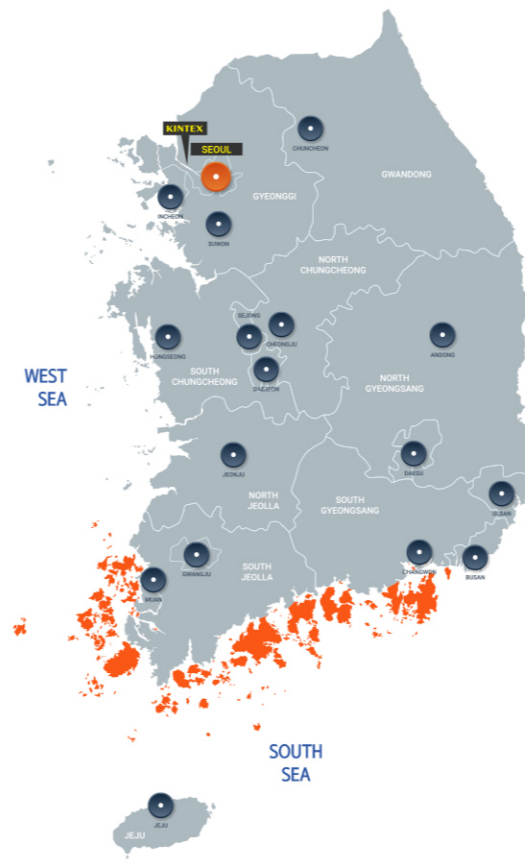 KINTEX
SEOUL
CHUNCHEON
GWANDONG
INCHEON
GYEONGGI
SUWON
NORTH
CHUNGCHEONG
SEJONG
CHEONGJU
HONGSEONG
ANDONG
DAEJEON
SOUTH
CHUNGCHEONG
NORTH
GYEONGSANG
WEST
SEA
JEONJU
DAEGU
NORTH
JEOLLA
SOUTH
GYEONGSANG
ULSAN
GWANGJU
SOUTH
JEOLLA
CHANGWON
BUSAN
MUAN
SOUTH
SEA
JEJU
JEJU